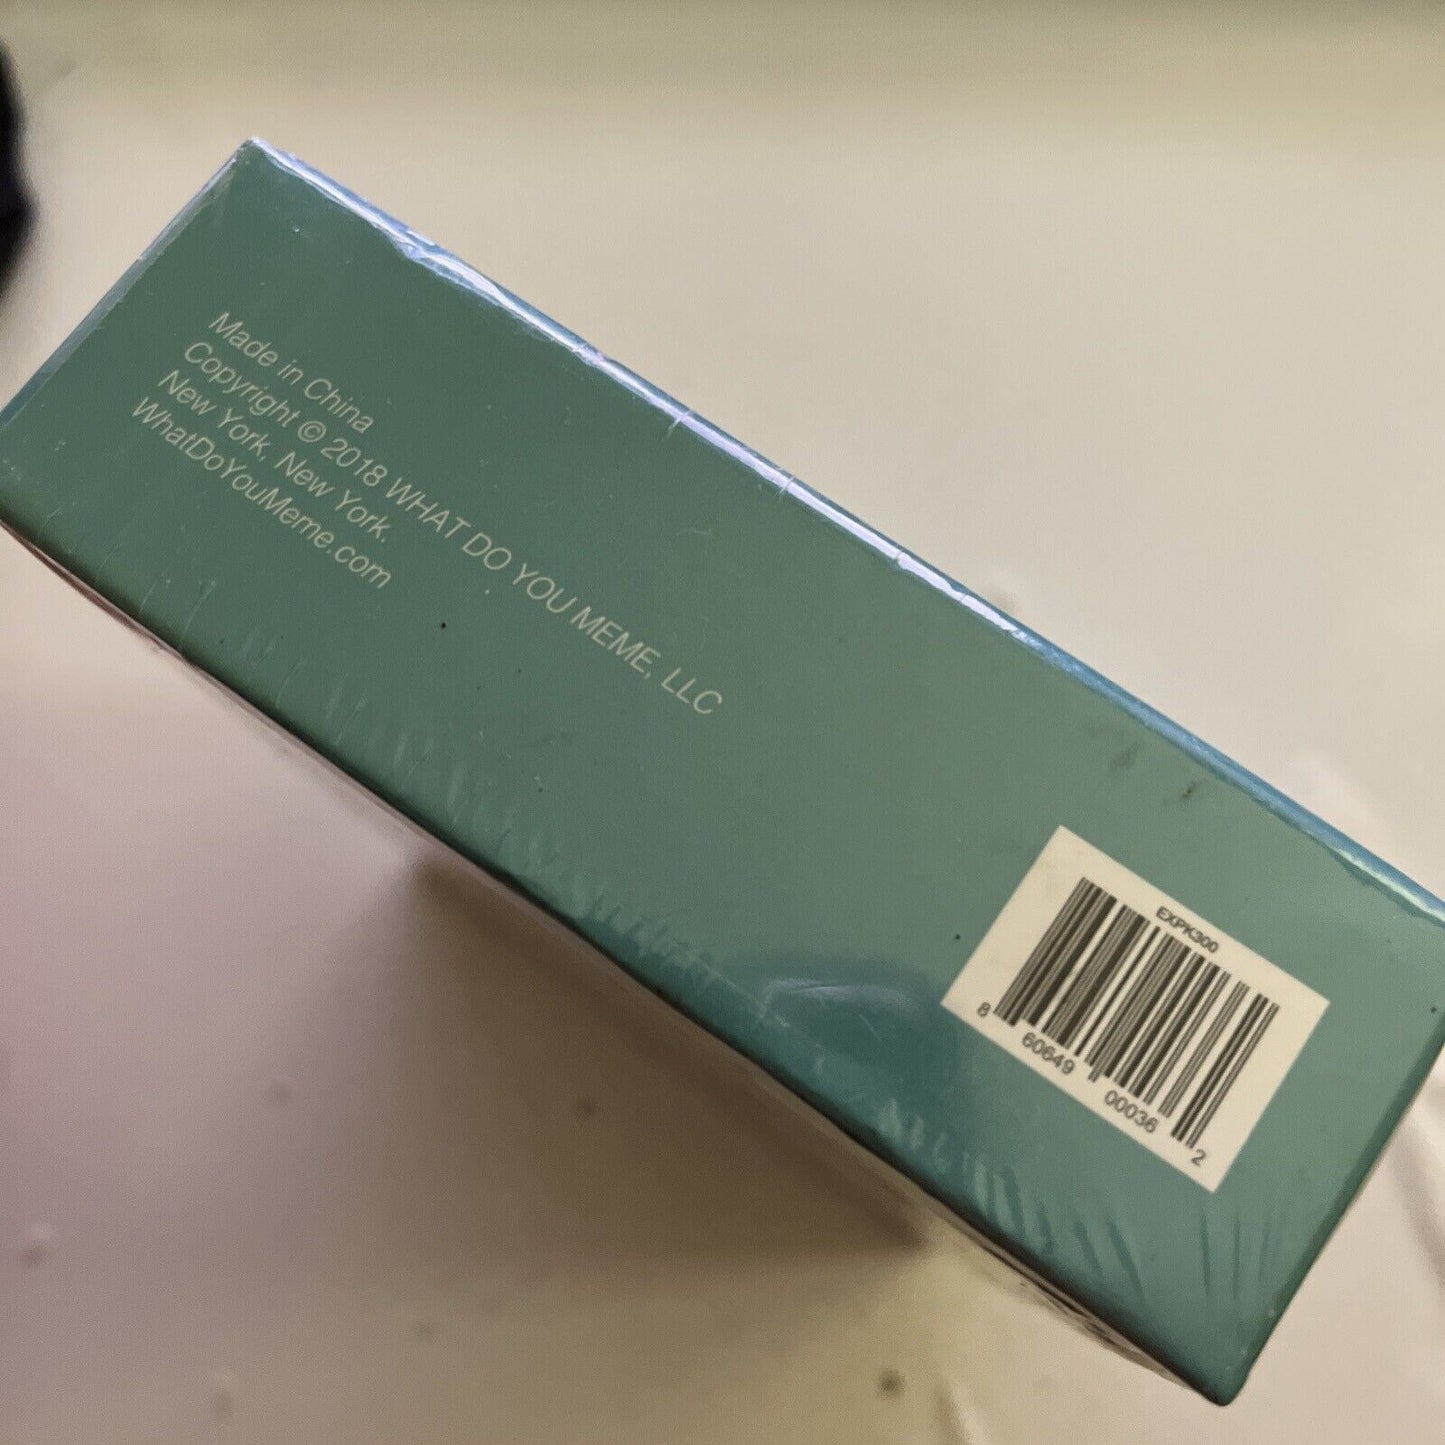 Made in China
Copyright © 2018 WHAT DO YOU MEME, LLC
New York, New York.
WhatDoYouMeme.com
EXPK300
8 60649 00036 2